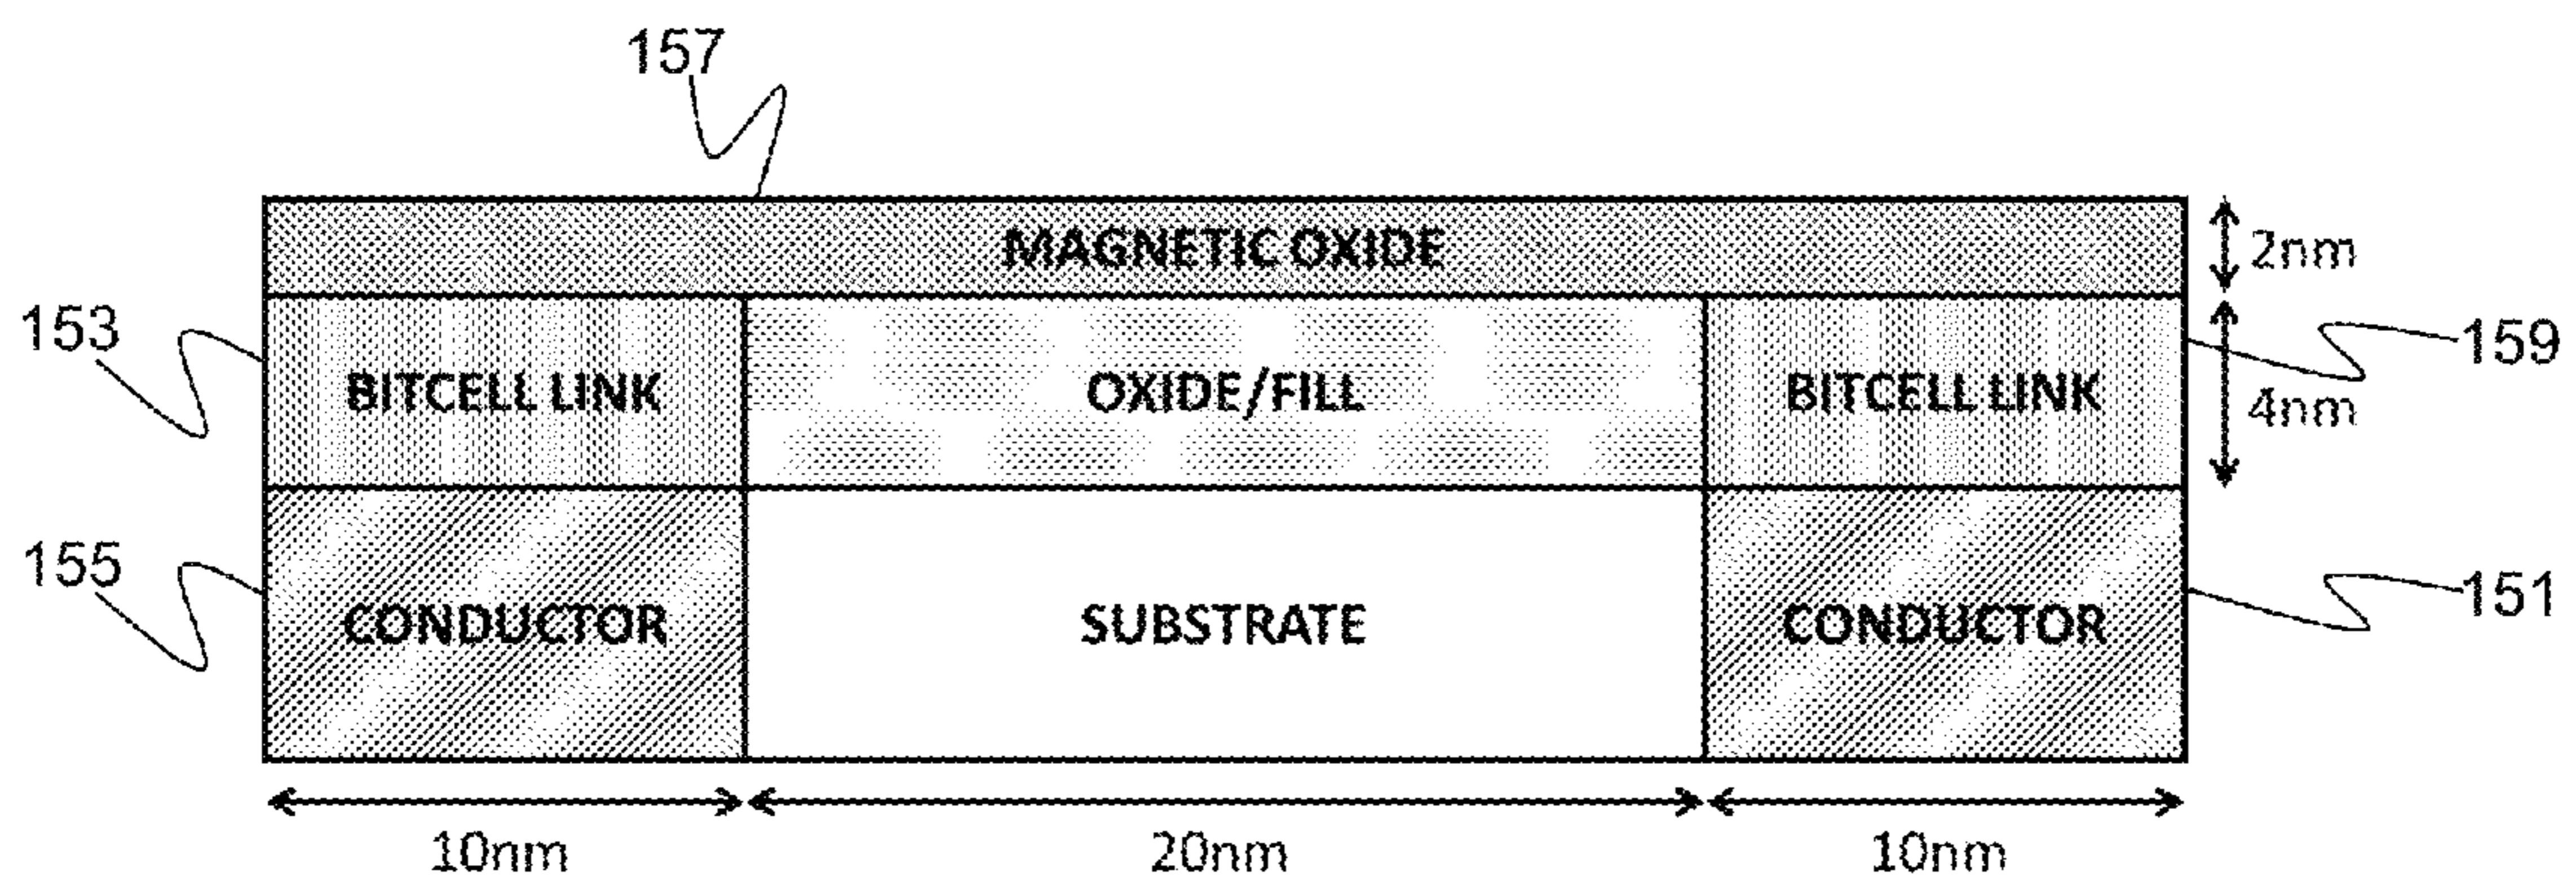 157
MAGNETIC OXIDE
2nm
153
BITCELL LINK
OXIDE/FILL
BITCELL LINK
159
4nm
155
CONDUCTOR
SUBSTRATE
CONDUCTOR
151
10nm
20nm
10nm